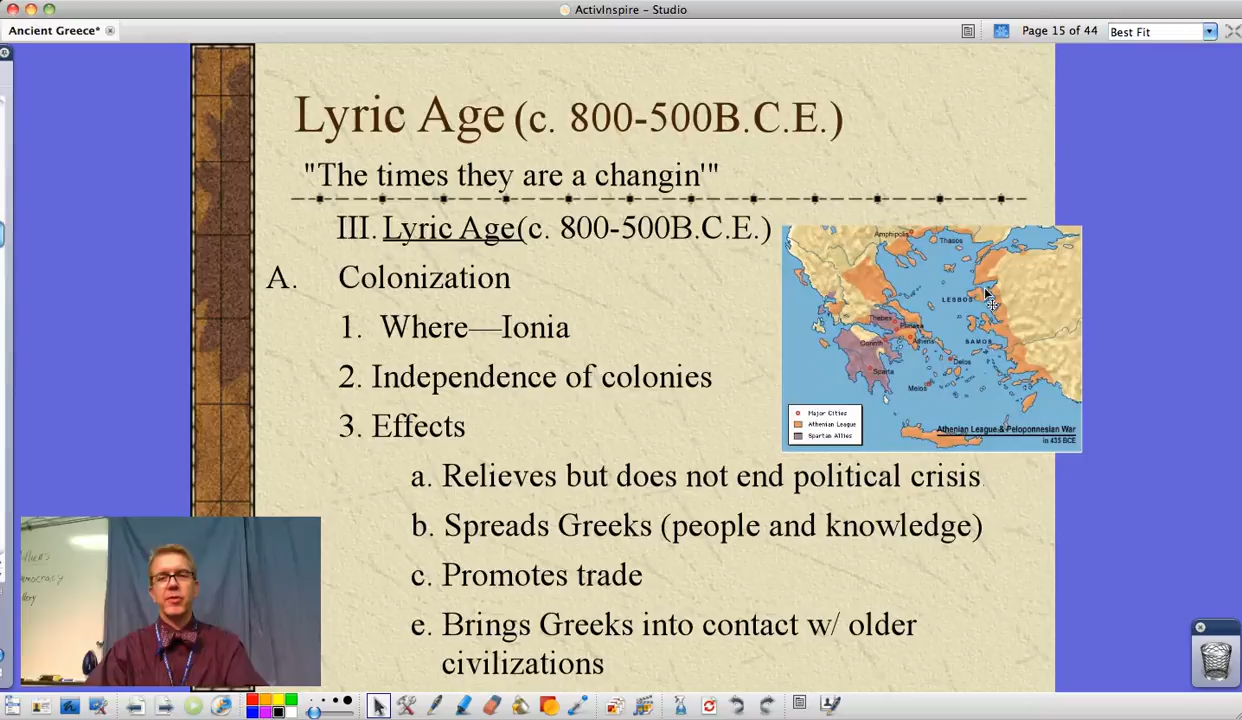 ActivInspire - Studio
Ancient Greece*
Page 15 of 44
Best Fit
Lyric Age (c. 800-500B.C.E.)
"The times they are a changin'"
III. Lyric Age(c. 800-500B.C.E.)
A. Colonization
1. Where—Ionia
2. Independence of colonies
3. Effects
a. Relieves but does not end political crisis.
b. Spreads Greeks (people and knowledge)
c. Promotes trade
e. Brings Greeks into contact w/ older
civilizations
Amphipolis
Thasos
LESBOS
Thebes
Plataea
Corinth
Athens
SAMOS
Delos
Sparta
Melos
Major Cities
Athenian League
Spartan Allies
Athenian League & Peloponnesian War
in 435 BCE